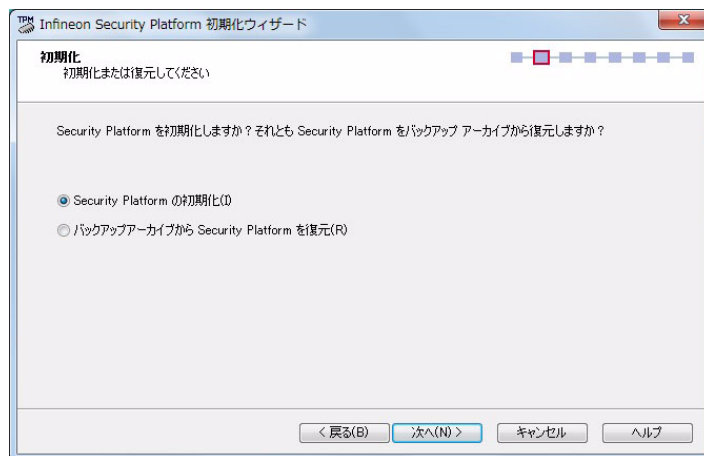 TPM
Infineon Security Platform 初期化ウィザード
初期化
初期化または復元してください
Security Platform を初期化しますか？それとも Security Platform をバックアップ アーカイブから復元しますか？
Security Platform の初期化(I)
バックアップアーカイブから Security Platform を復元(R)
< 戻る(B)
次へ(N) >
キャンセル
ヘルプ